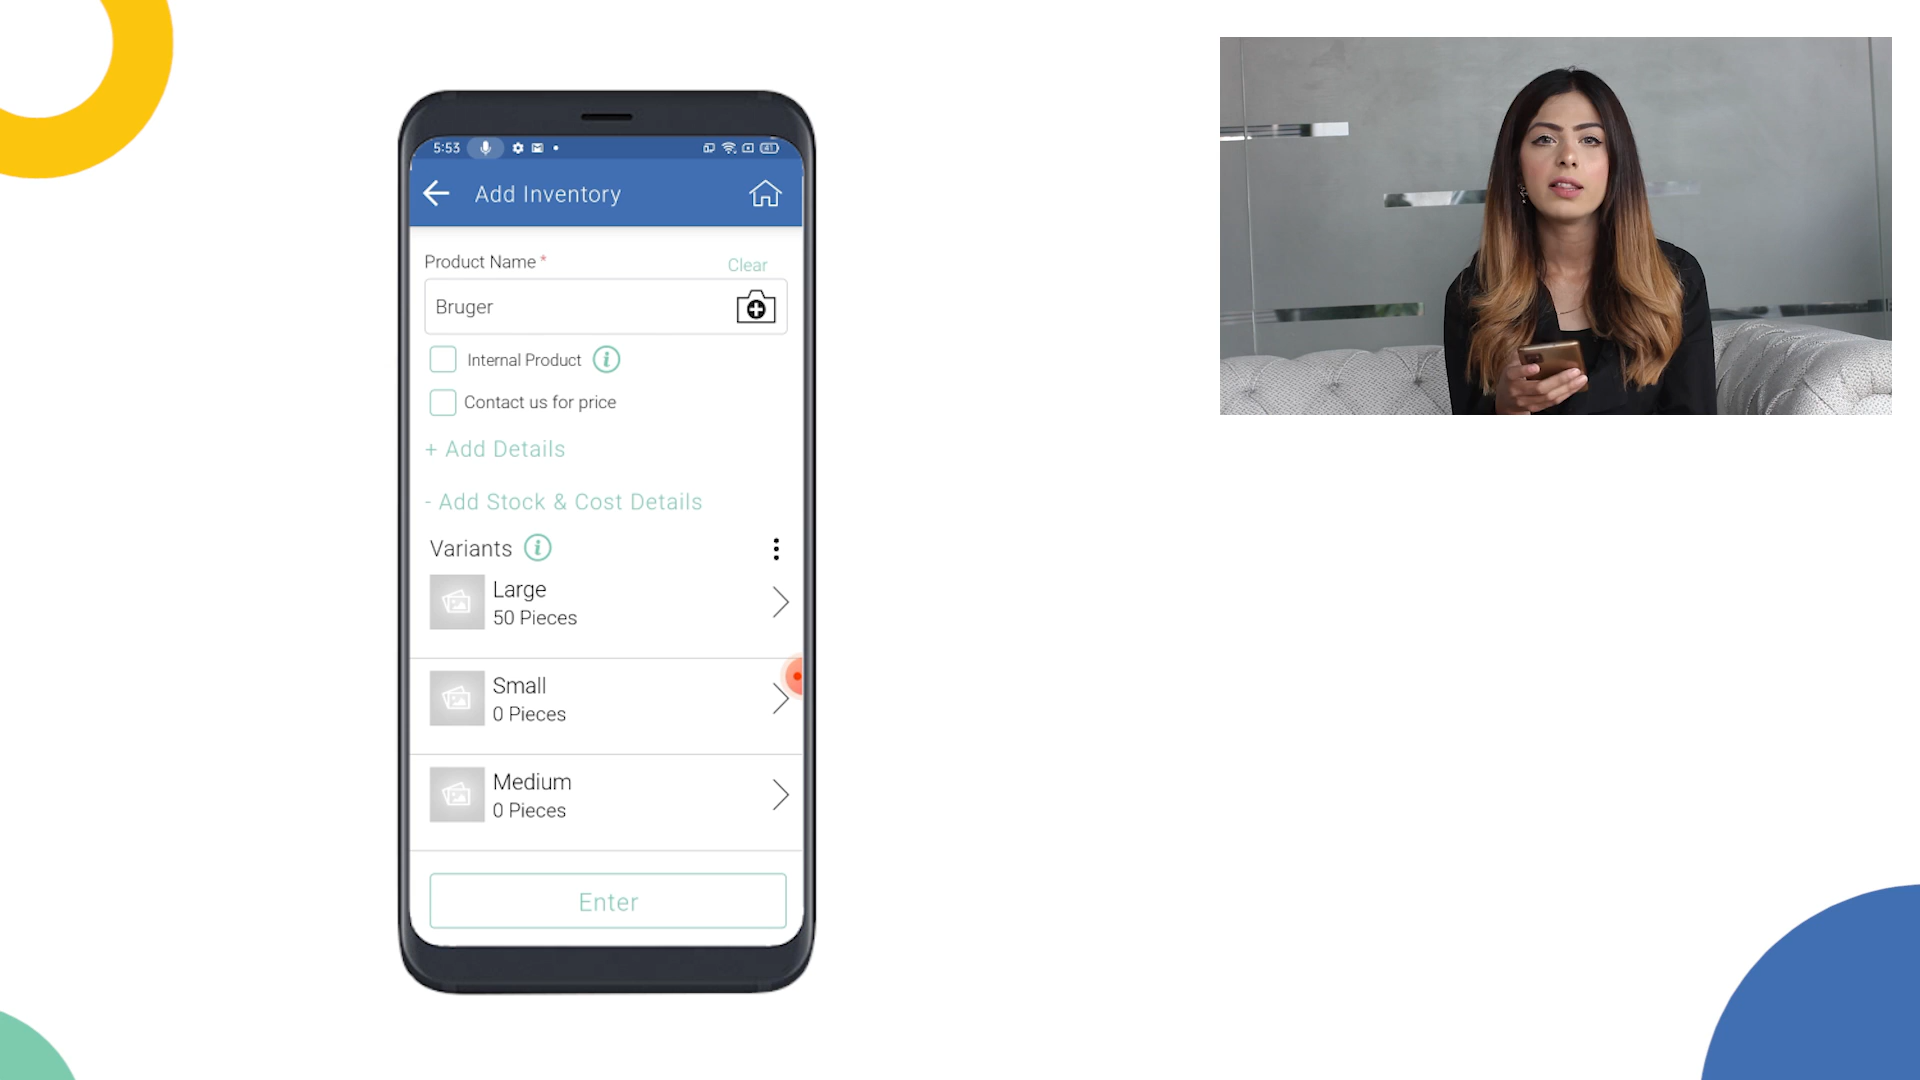 5:53
Add Inventory
Product Name *
Clear
Bruger
Internal Product
Contact us for price
+ Add Details
- Add Stock & Cost Details
Variants
Large
50 Pieces
Small
0 Pieces
Medium
0 Pieces
Enter